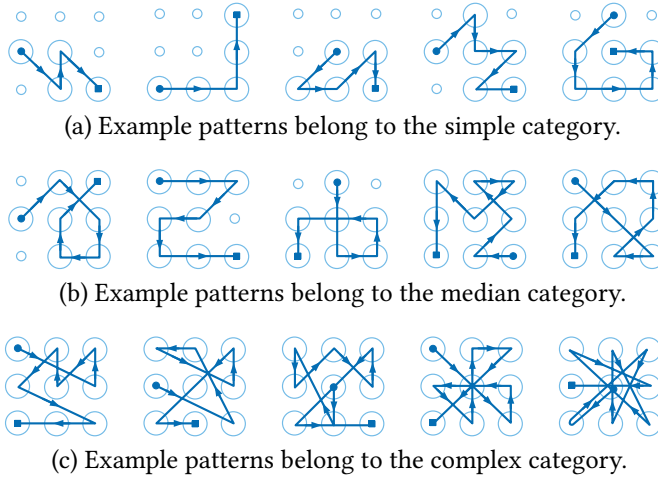 (a) Example patterns belong to the simple category.
(b) Example patterns belong to the median category.
(c) Example patterns belong to the complex category.